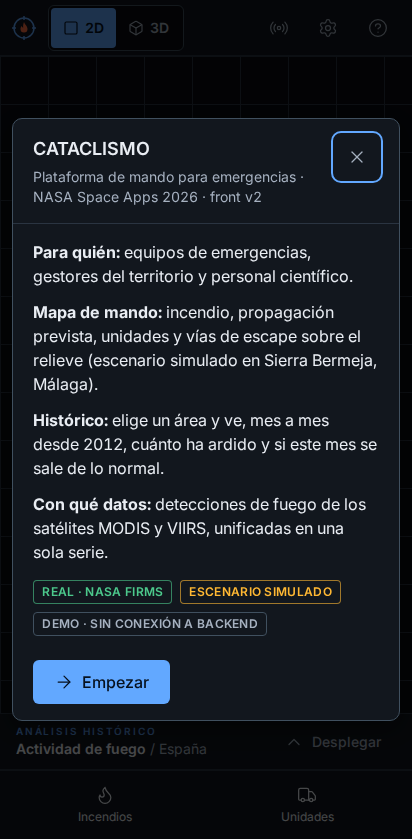 2D
3D
CATACLISMO
Plataforma de mando para emergencias ·
NASA Space Apps 2026 · front v2
Para quién: equipos de emergencias,
gestores del territorio y personal científico.
Mapa de mando: incendio, propagación
prevista, unidades y vías de escape sobre el
relieve (escenario simulado en Sierra Bermeja,
Málaga).
Histórico: elige un área y ve, mes a mes
desde 2012, cuánto ha ardido y si este mes se
sale de lo normal.
Con qué datos: detecciones de fuego de los
satélites MODIS y VIIRS, unificadas en una
sola serie.
REAL · NASA FIRMS
ESCENARIO SIMULADO
DEMO · SIN CONEXIÓN A BACKEND
Empezar
ANÁLISIS HISTÓRICO
Actividad de fuego / España
Desplegar
Incendios
Unidades